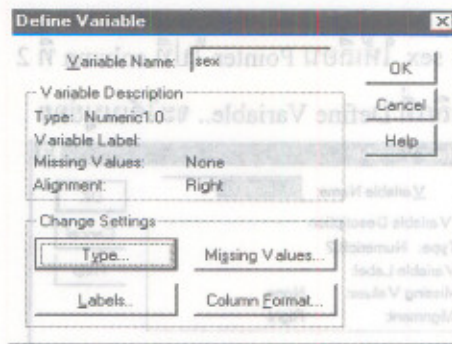 Define Variable
Variable Name: sex
OK
Variable Description
Cancel
Type: Numeric1.0
Help
Variable Label:
Missing Values: None
Alignment: Right
Change Settings
Type...
Missing Values...
Labels..
Column Format...